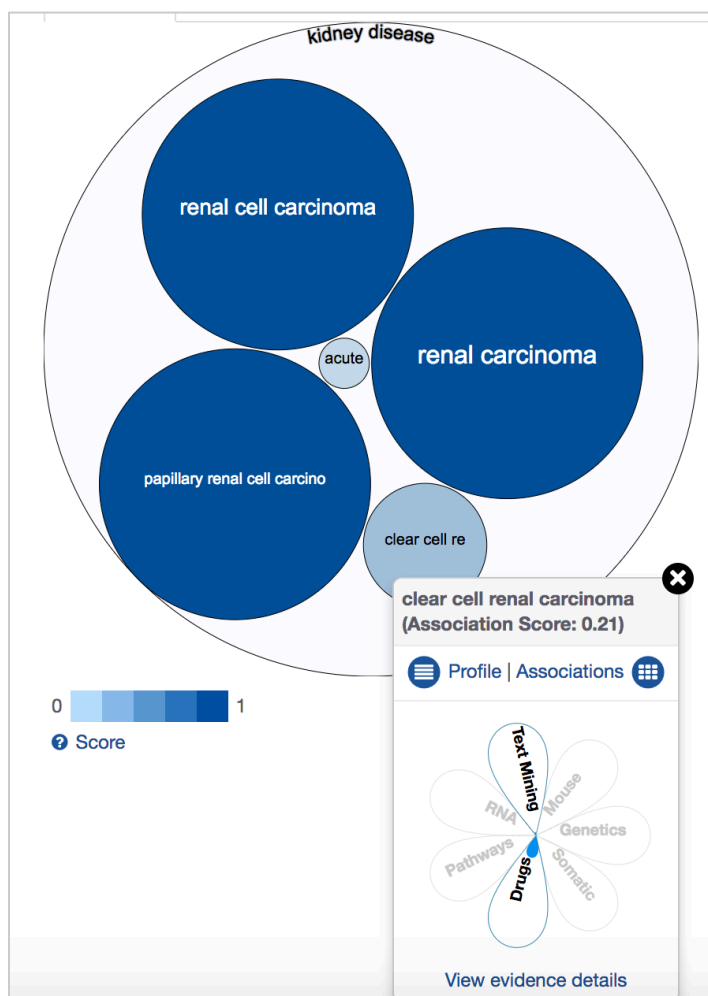 kidney disease
renal cell carcinoma
renal carcinoma
acute
papillary renal cell carcino
clear cell re
clear cell renal carcinoma
(Association Score: 0.21)
Profile | Associations
0 1
? Score
Text Mining
Mouse
RNA
Genetics
Pathways
Somatic
Drugs
View evidence details